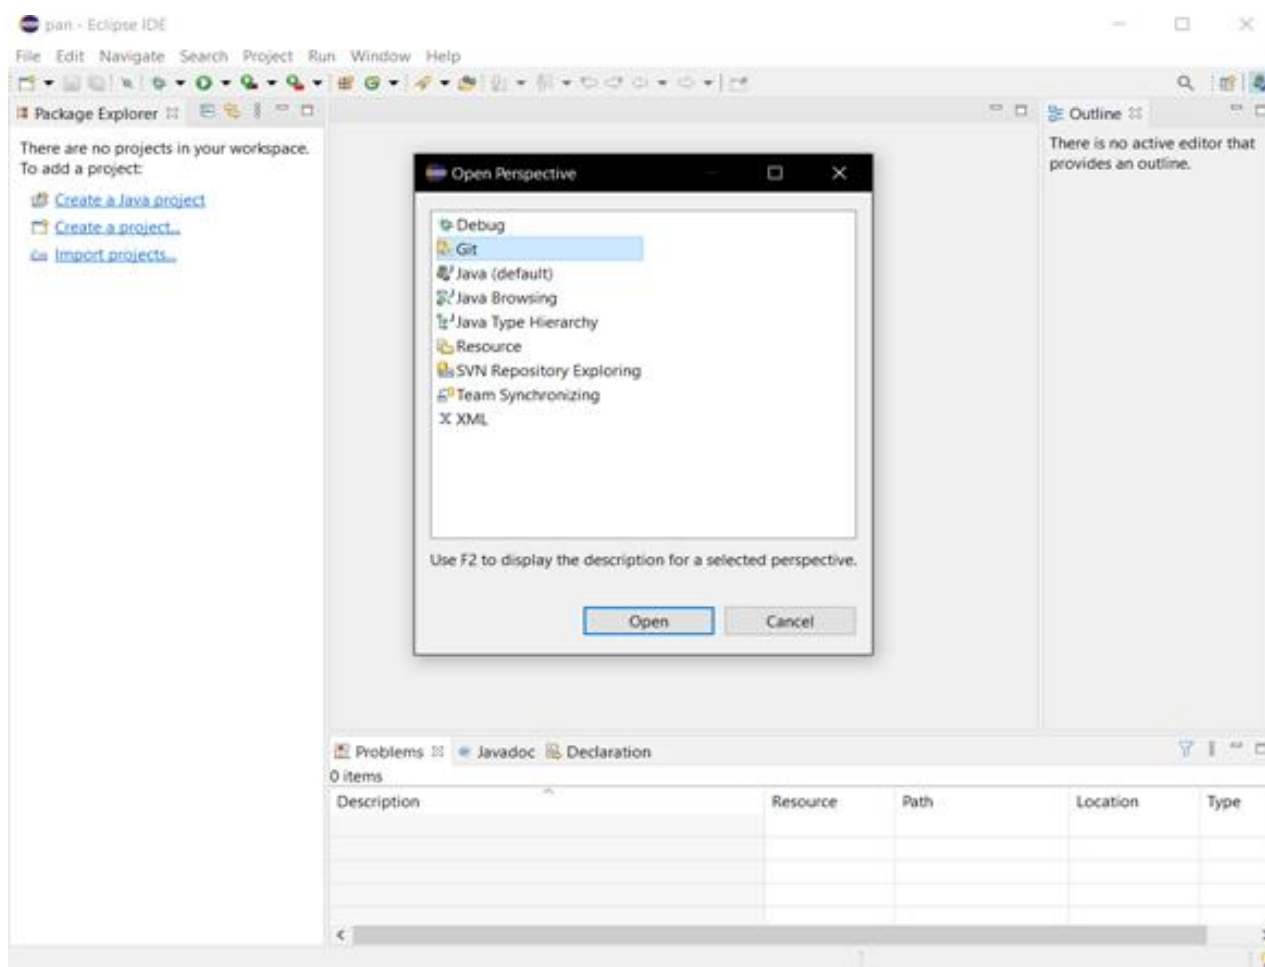 pan - Eclipse IDE
File Edit Navigate Search Project Run Window Help
Package Explorer
There are no projects in your workspace.
To add a project:
Create a Java project
Create a project...
Import projects...
Open Perspective
Debug
Git
Java (default)
Java Browsing
Java Type Hierarchy
Resource
SVN Repository Exploring
Team Synchronizing
XML
Use F2 to display the description for a selected perspective.
Open Cancel
Outline
There is no active editor that
provides an outline.
Problems Javadoc Declaration
0 items
Description Resource Path Location Type